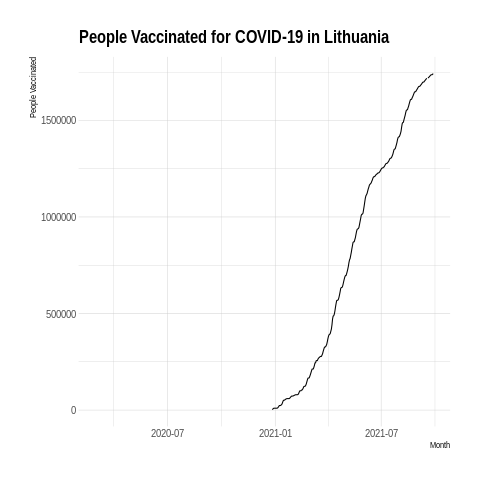 People Vaccinated for COVID-19 in Lithuania
People Vaccinated
1500000
1000000
500000
0
2020-07 2021-01 2021-07
Month